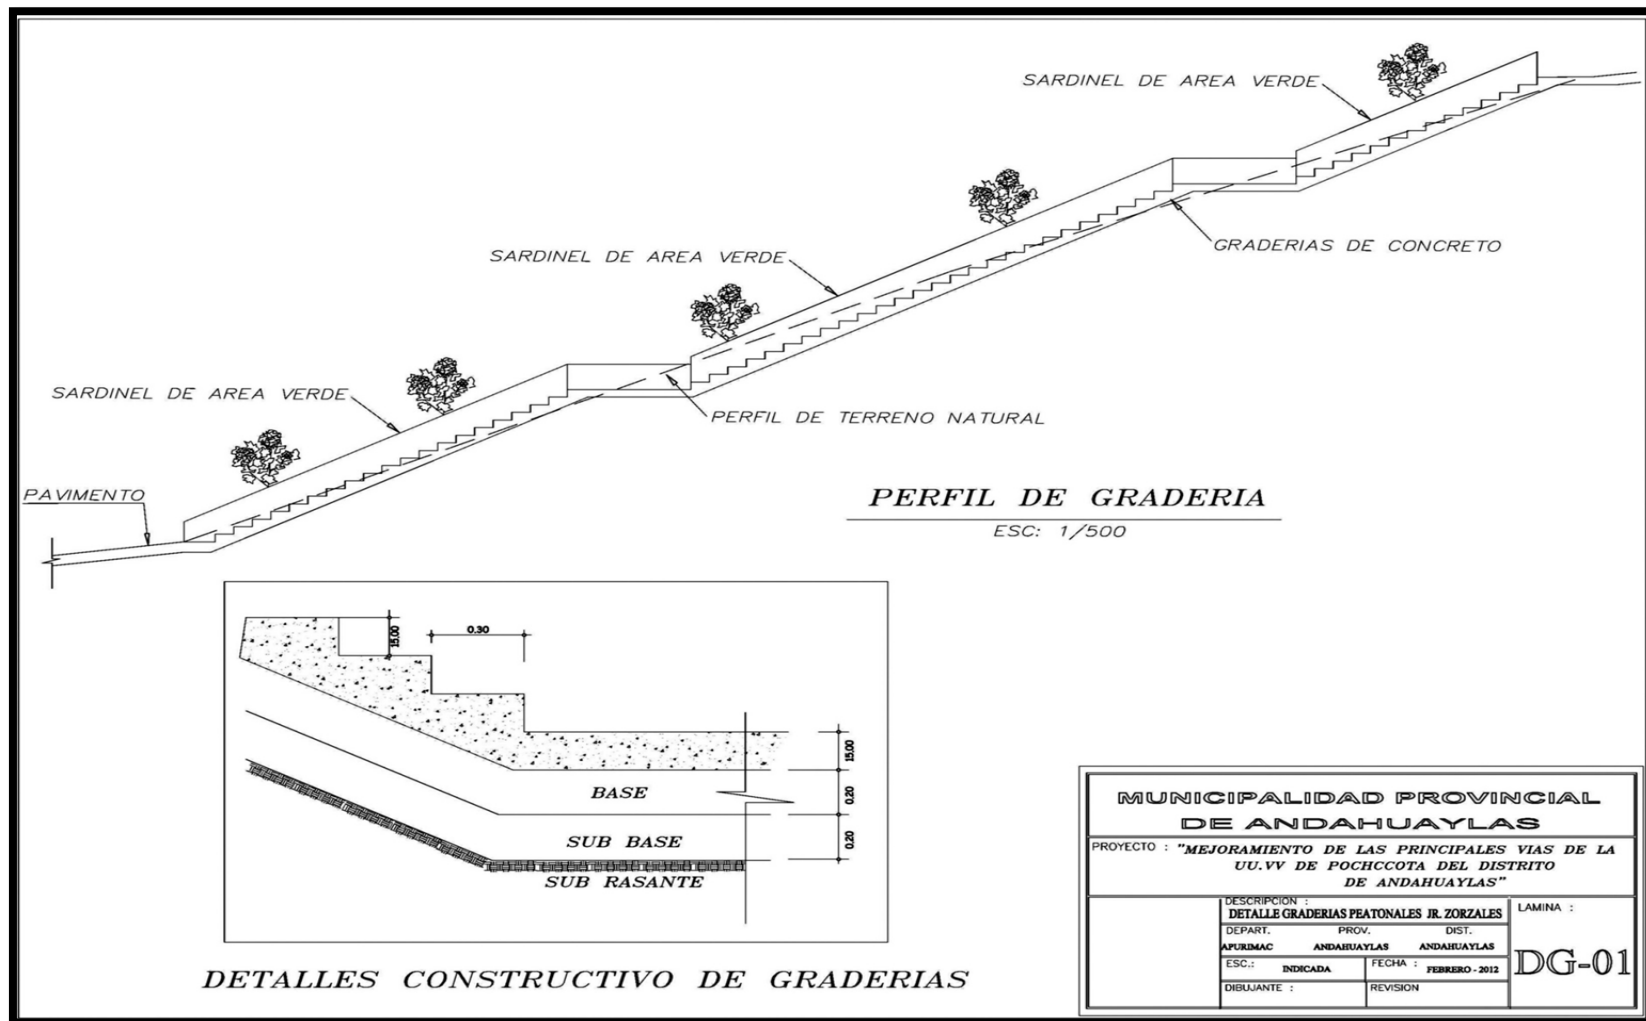 SARDINEL DE AREA VERDE
GRADERIAS DE CONCRETO
SARDINEL DE AREA VERDE
SARDINEL DE AREA VERDE
PERFIL DE TERRENO NATURAL
PAVIMENTO
PERFIL DE GRADERIA
ESC: 1/500
15.00
0.30
15.00
BASE
0.20
SUB BASE
0.20
SUB RASANTE
DETALLES CONSTRUCTIVO DE GRADERIAS
MUNICIPALIDAD PROVINCIAL
DE ANDAHUAYLAS
PROYECTO : "MEJORAMIENTO DE LAS PRINCIPALES VIAS DE LA
UU.VV DE POCHCCOTA DEL DISTRITO
DE ANDAHUAYLAS"
DESCRIPCION :
DETALLE GRADERIAS PEATONALES JR. ZORZALES
LAMINA :
DEPART. PROV. DIST.
APURIMAC ANDAHUAYLAS ANDAHUAYLAS
DG-01
ESC.: INDICADA FECHA : FEBRERO - 2012
DIBUJANTE : REVISION